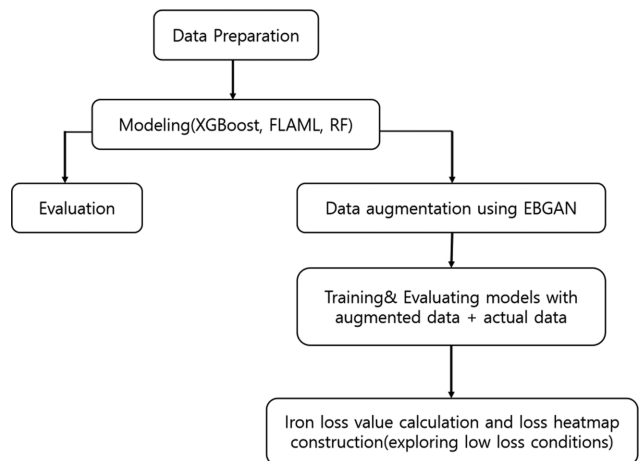 Data Preparation
Modeling(XGBoost, FLAML, RF)
Evaluation
Data augmentation using EBGAN
Training& Evaluating models with
augmented data + actual data
Iron loss value calculation and loss heatmap
construction(exploring low loss conditions)